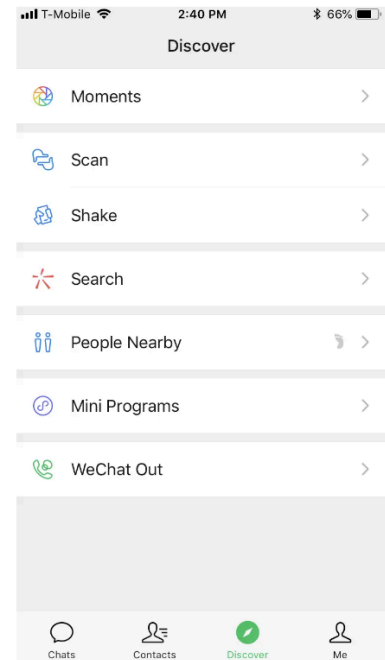 T-Mobile 2:40 PM 66%
Discover
Moments
Scan
Shake
Search
People Nearby
Mini Programs
WeChat Out
Chats Contacts Discover Me